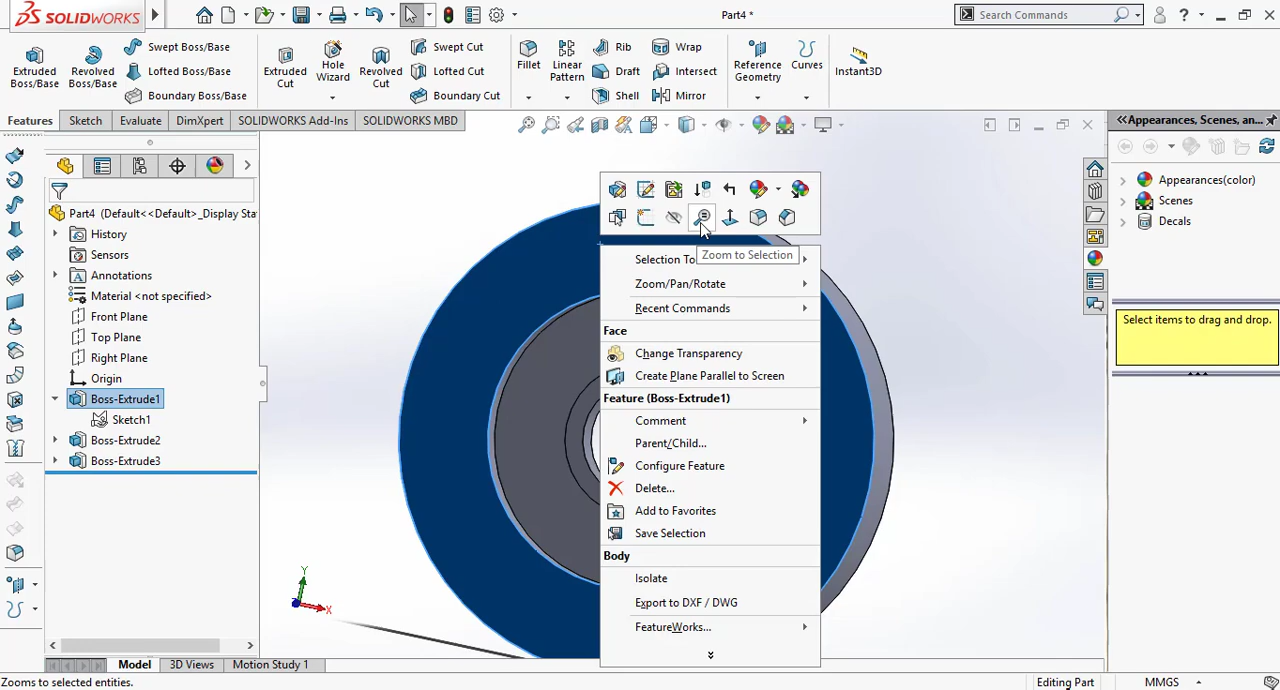 SOLIDWORKS
Part4 *
Search Commands
Extruded Boss/Base
Revolved Boss/Base
Swept Boss/Base
Lofted Boss/Base
Boundary Boss/Base
Extruded Cut
Hole Wizard
Revolved Cut
Swept Cut
Lofted Cut
Boundary Cut
Fillet
Linear Pattern
Rib
Draft
Shell
Wrap
Intersect
Mirror
Reference Geometry
Curves
Instant3D
Features
Sketch
Evaluate
DimXpert
SOLIDWORKS Add-Ins
SOLIDWORKS MBD
Part4 (Default<<Default>_Display Sta
History
Sensors
Annotations
Material <not specified>
Front Plane
Top Plane
Right Plane
Origin
Boss-Extrude1
Sketch1
Boss-Extrude2
Boss-Extrude3
Zoom to Selection
Selection To
Zoom/Pan/Rotate
Recent Commands
Face
Change Transparency
Create Plane Parallel to Screen
Feature (Boss-Extrude1)
Comment
Parent/Child...
Configure Feature
Delete...
Add to Favorites
Save Selection
Body
Isolate
Export to DXF / DWG
FeatureWorks...
Y
X
Appearances, Scenes, an
Appearances(color)
Scenes
Decals
Select items to drag and drop.
Model
3D Views
Motion Study 1
Zooms to selected entities.
Editing Part
MMGS